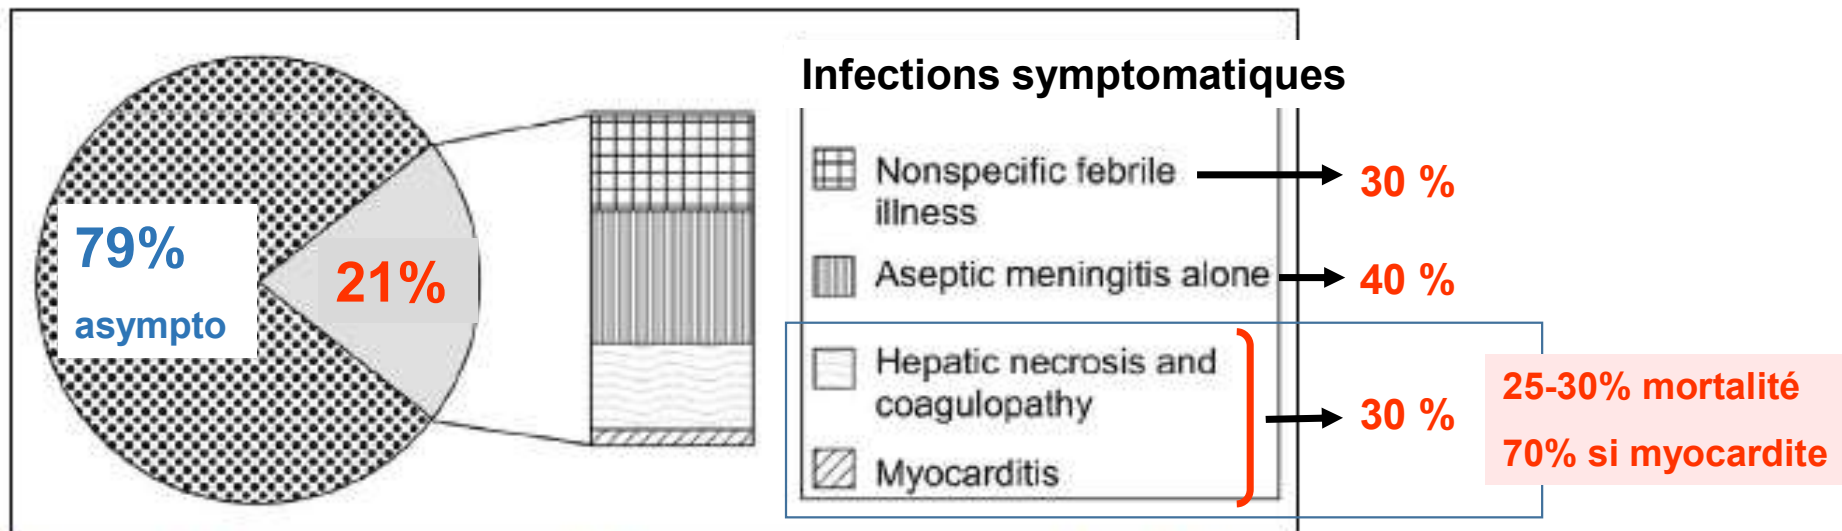 Infections symptomatiques
79%
asympto
21%
Nonspecific febrile
illness
30 %
Aseptic meningitis alone
40 %
Hepatic necrosis and
coagulopathy
30 %
Myocarditis
25-30% mortalité
70% si myocardite